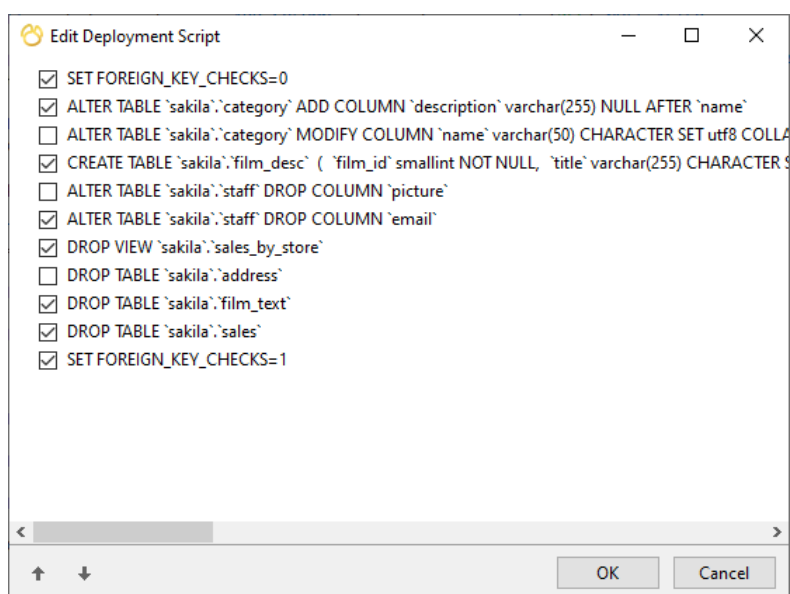 Edit Deployment Script
SET FOREIGN_KEY_CHECKS=0
ALTER TABLE `sakila`.`category` ADD COLUMN `description` varchar(255) NULL AFTER `name`
ALTER TABLE `sakila`.`category` MODIFY COLUMN `name` varchar(50) CHARACTER SET utf8 COLLA
CREATE TABLE `sakila`.`film_desc` ( `film_id` smallint NOT NULL, `title` varchar(255) CHARACTER S
ALTER TABLE `sakila`.`staff` DROP COLUMN `picture`
ALTER TABLE `sakila`.`staff` DROP COLUMN `email`
DROP VIEW `sakila`.`sales_by_store`
DROP TABLE `sakila`.`address`
DROP TABLE `sakila`.`film_text`
DROP TABLE `sakila`.`sales`
SET FOREIGN_KEY_CHECKS=1
OK Cancel